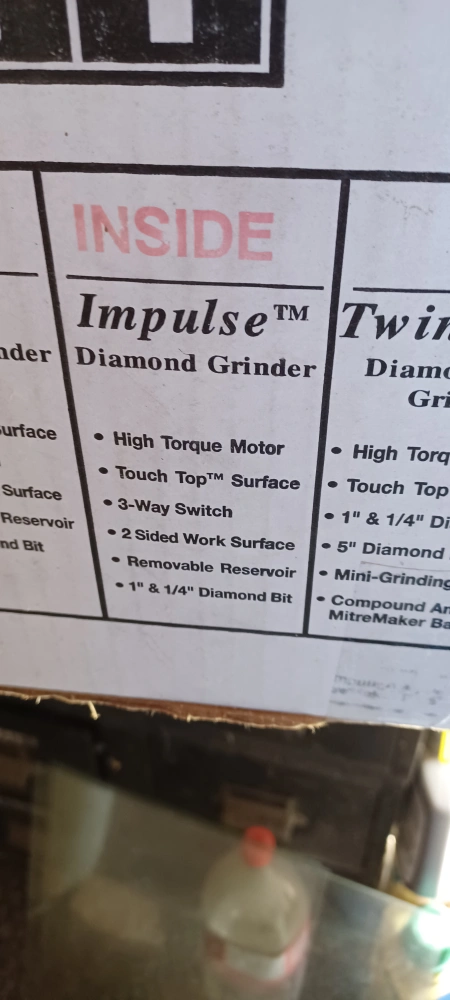 INSIDE
Impulse™
Diamond Grinder
• High Torque Motor
• Touch Top™ Surface
• 3-Way Switch
• 2 Sided Work Surface
• Removable Reservoir
• 1" & 1/4" Diamond Bit
nder
urface
Surface
Reservoir
nd Bit
Twin
Diamo
Gri
• High Torq
• Touch Top
• 1" & 1/4" Di
• 5" Diamond
• Mini-Grinding
• Compound An
MitreMaker Ba